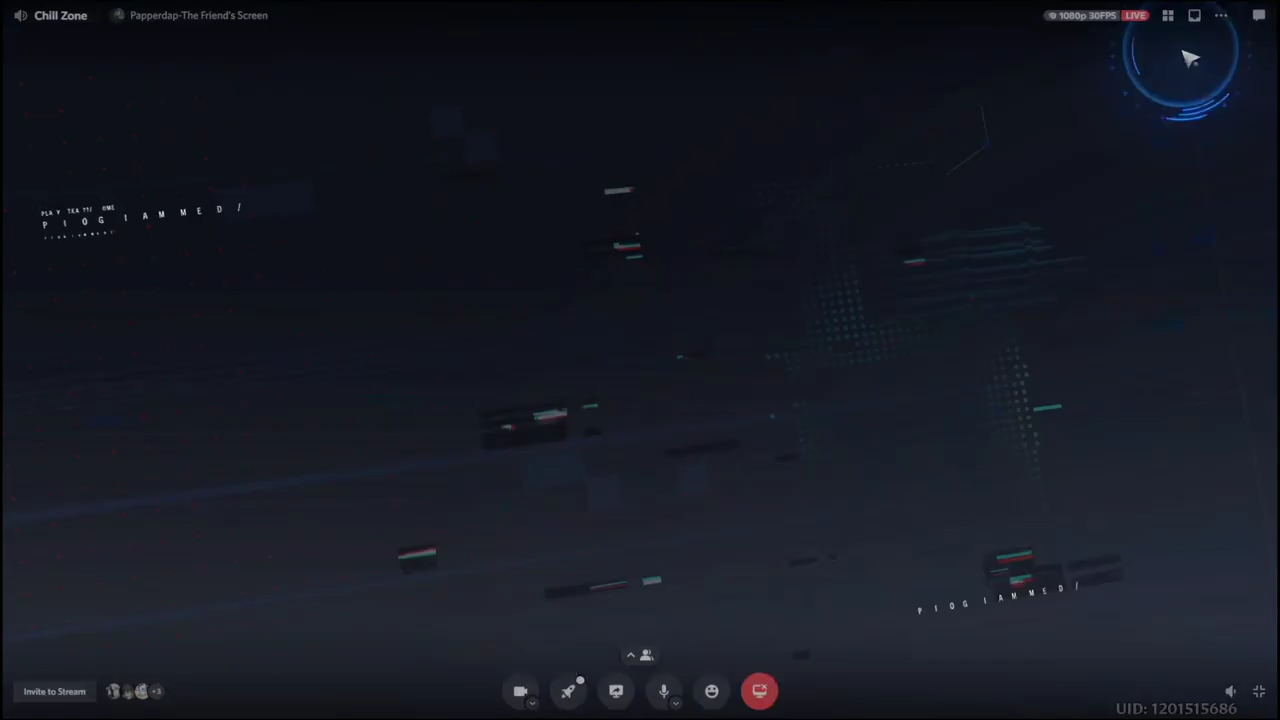 Chill Zone
Papperdap-The Friend's Screen
1080p 30FPS LIVE
P I O G I A M M E D /
P I O G I A M M E D /
Invite to Stream
+3
UID: 1201515686